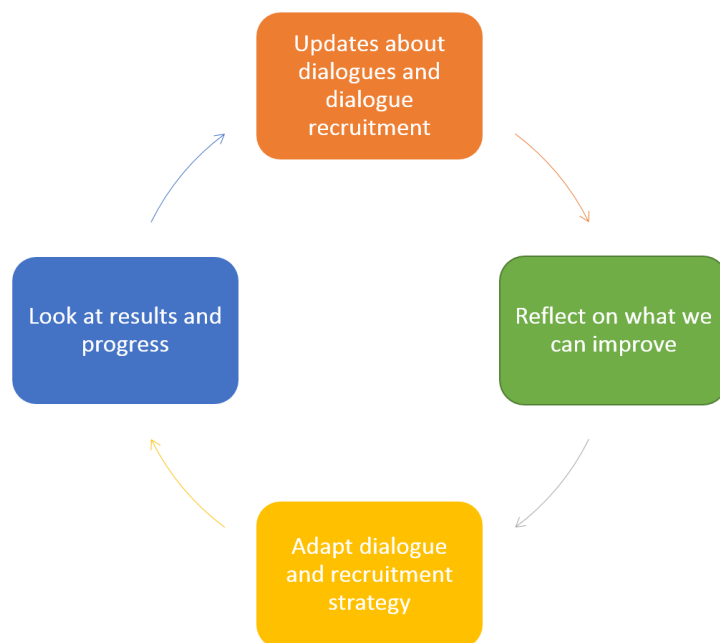 Updates about
dialogues and
dialogue
recruitment
Look at results and
progress
Reflect on what we
can improve
Adapt dialogue
and recruitment
strategy